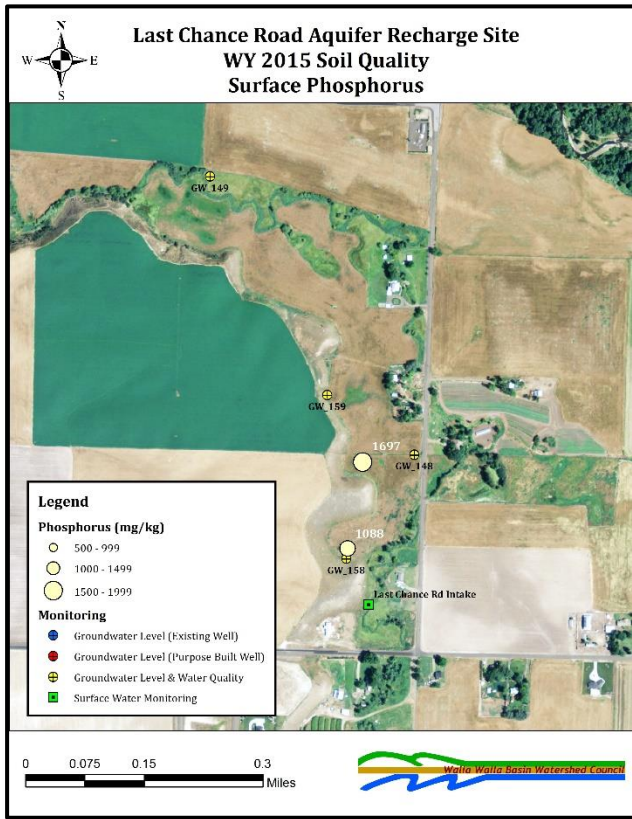 Last Chance Road Aquifer Recharge Site
WY 2015 Soil Quality
Surface Phosphorus
N
W E
S
GW_149
GW_159
1697
GW_148
1088
GW_158
Last Chance Rd Intake
Legend
Phosphorus (mg/kg)
500 - 999
1000 - 1499
1500 - 1999
Monitoring
Groundwater Level (Existing Well)
Groundwater Level (Purpose Built Well)
Groundwater Level & Water Quality
Surface Water Monitoring
0 0.075 0.15 0.3
Miles
Walla Walla Basin Watershed Council